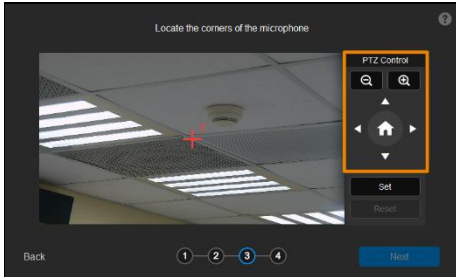 Locate the corners of the microphone
?
PTZ Control
Set
Reset
Back
1
2
3
4
Next